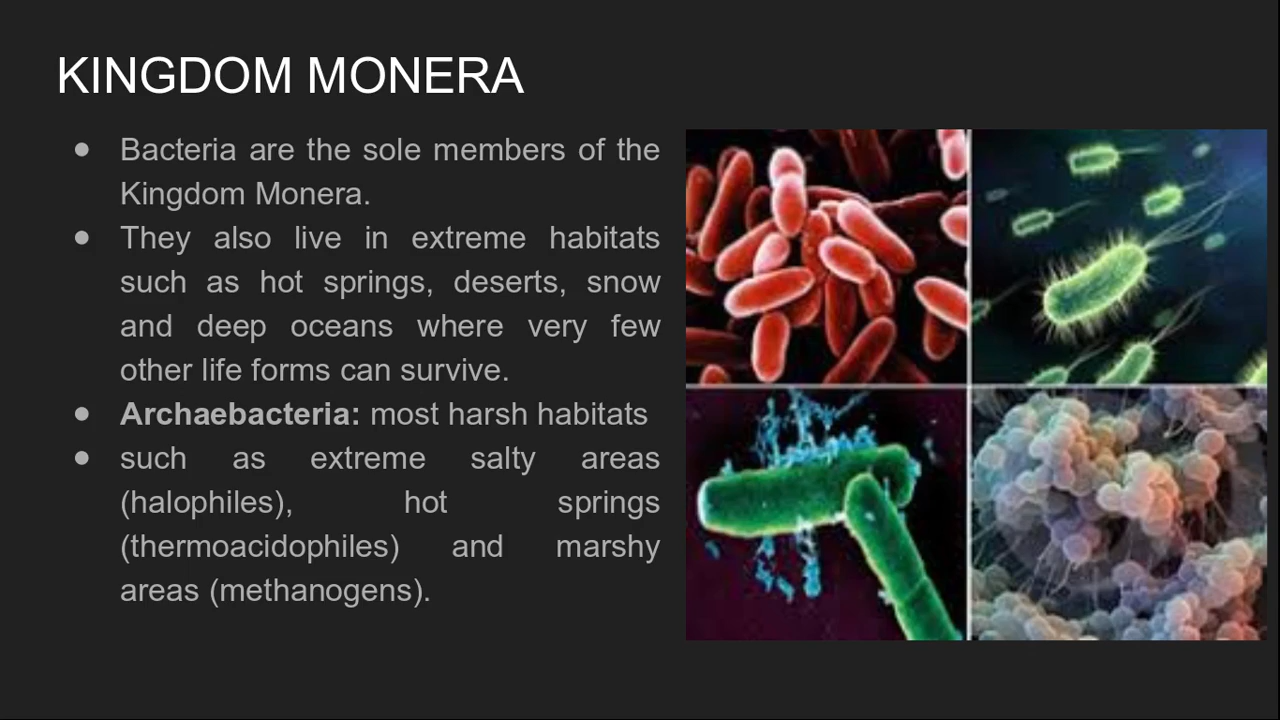 KINGDOM MONERA
● Bacteria are the sole members of the
Kingdom Monera.
● They also live in extreme habitats
such as hot springs, deserts, snow
and deep oceans where very few
other life forms can survive.
● Archaebacteria: most harsh habitats
● such as extreme salty areas
(halophiles), hot springs
(thermoacidophiles) and marshy
areas (methanogens).